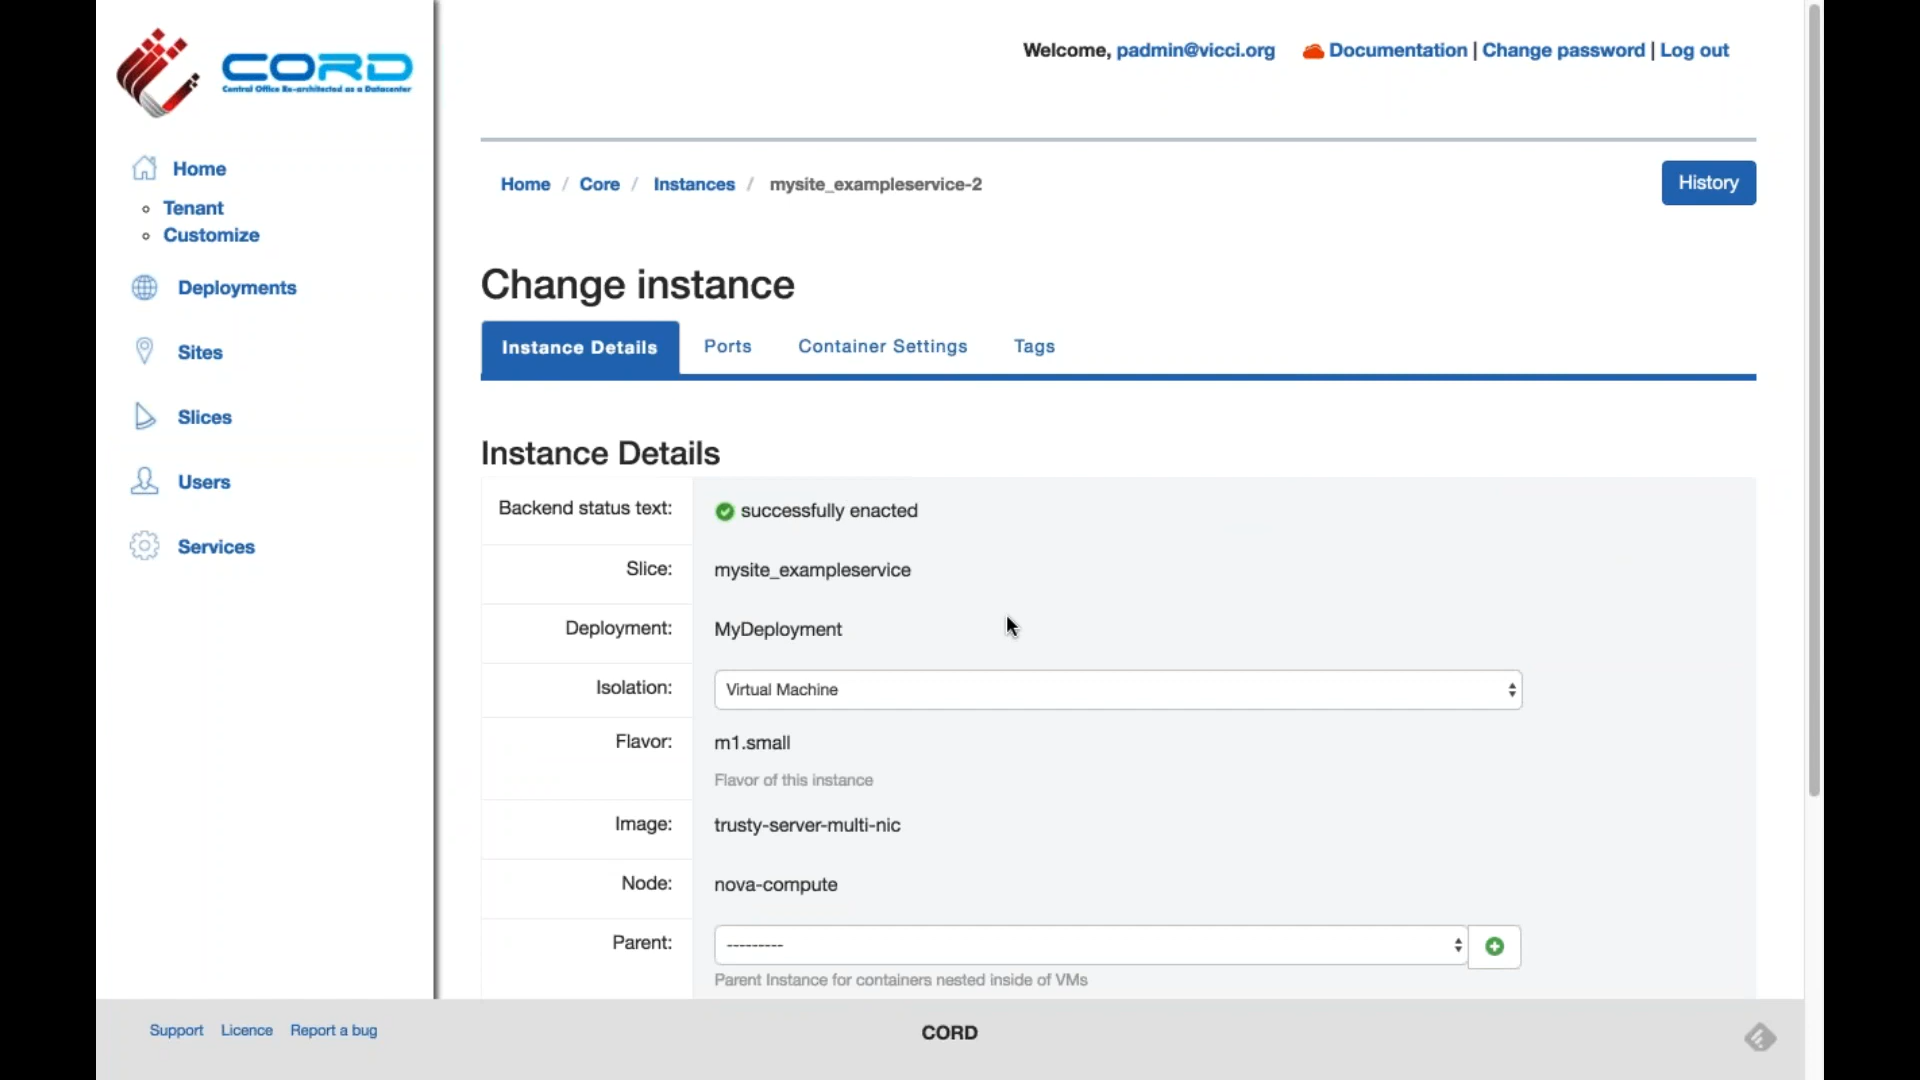 CORD
Central Office Re-architected as a Datacenter
Welcome, padmin@vicci.org Documentation | Change password | Log out
Home
Tenant
Customize
Deployments
Sites
Slices
Users
Services
Home / Core / Instances / mysite_exampleservice-2
History
Change instance
Instance Details Ports Container Settings Tags
Instance Details
Backend status text: successfully enacted
Slice: mysite_exampleservice
Deployment: MyDeployment
Isolation: Virtual Machine
Flavor: m1.small
Flavor of this instance
Image: trusty-server-multi-nic
Node: nova-compute
Parent: ---------
Parent Instance for containers nested inside of VMs
Support Licence Report a bug
CORD